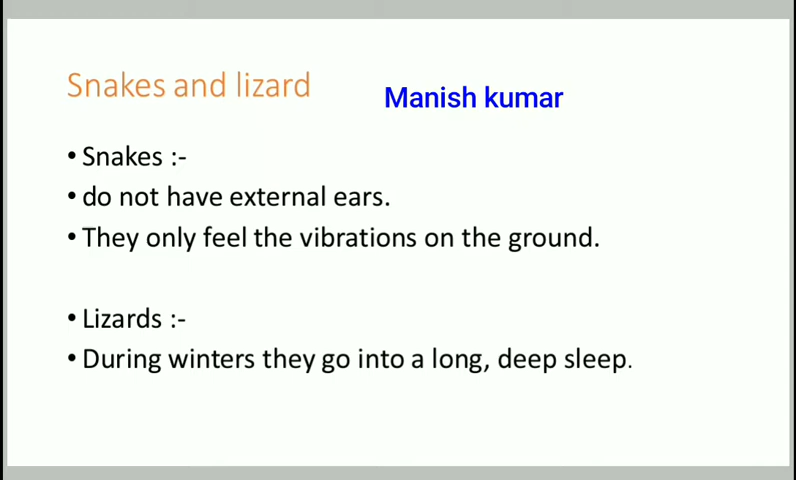 Snakes and lizard
Manish kumar
• Snakes :-
• do not have external ears.
• They only feel the vibrations on the ground.
• Lizards :-
• During winters they go into a long, deep sleep.